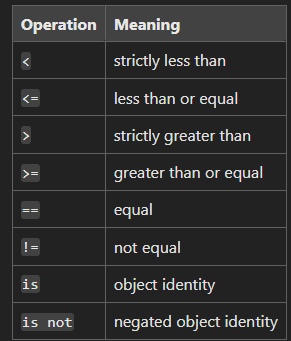 Operation Meaning
< strictly less than
<= less than or equal
> strictly greater than
>= greater than or equal
== equal
!= not equal
is object identity
is not negated object identity